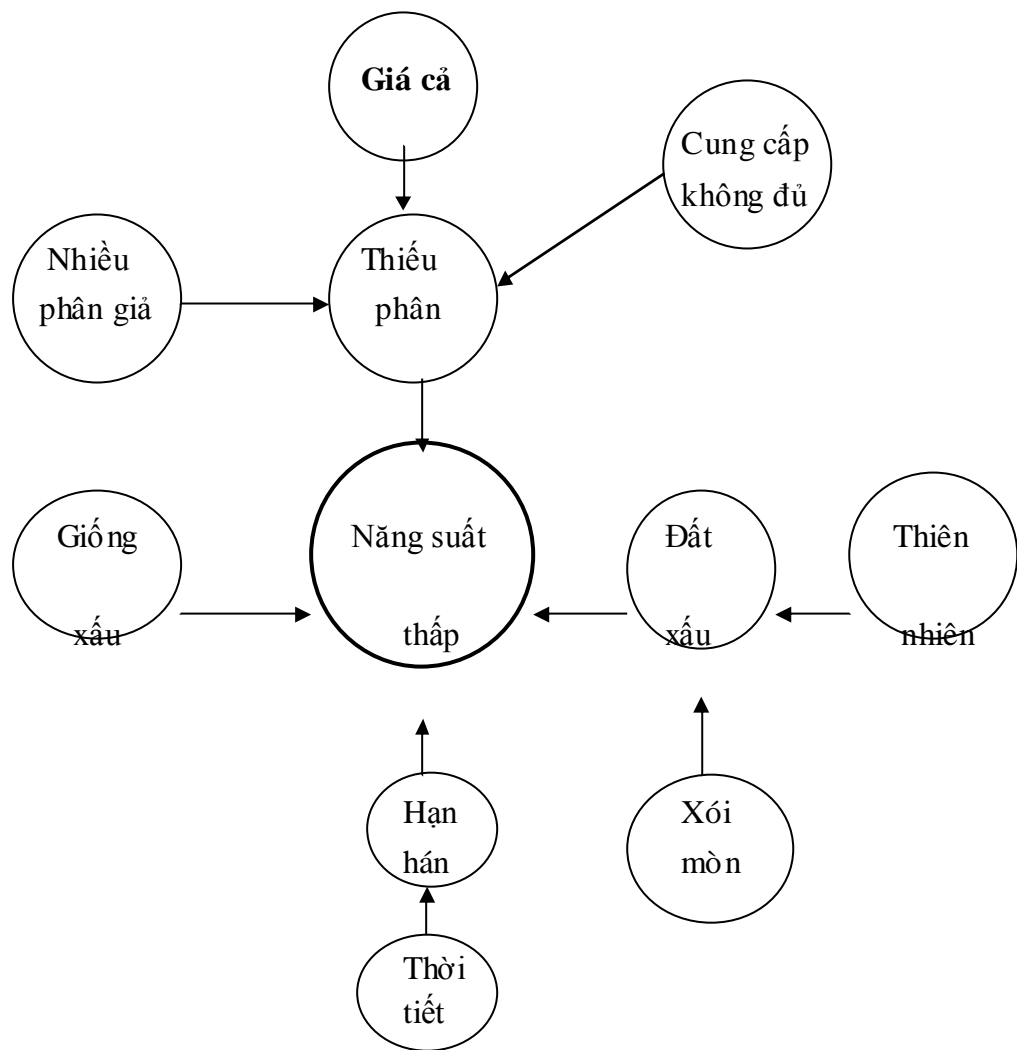 Giá cả
Cung cấp
không đủ
Nhiều
phân giả
Thiếu
phân
Giống
xấu
Năng suất
thấp
Đất
xấu
Thiên
nhiên
Hạn
hán
Xói
mòn
Thời
tiết